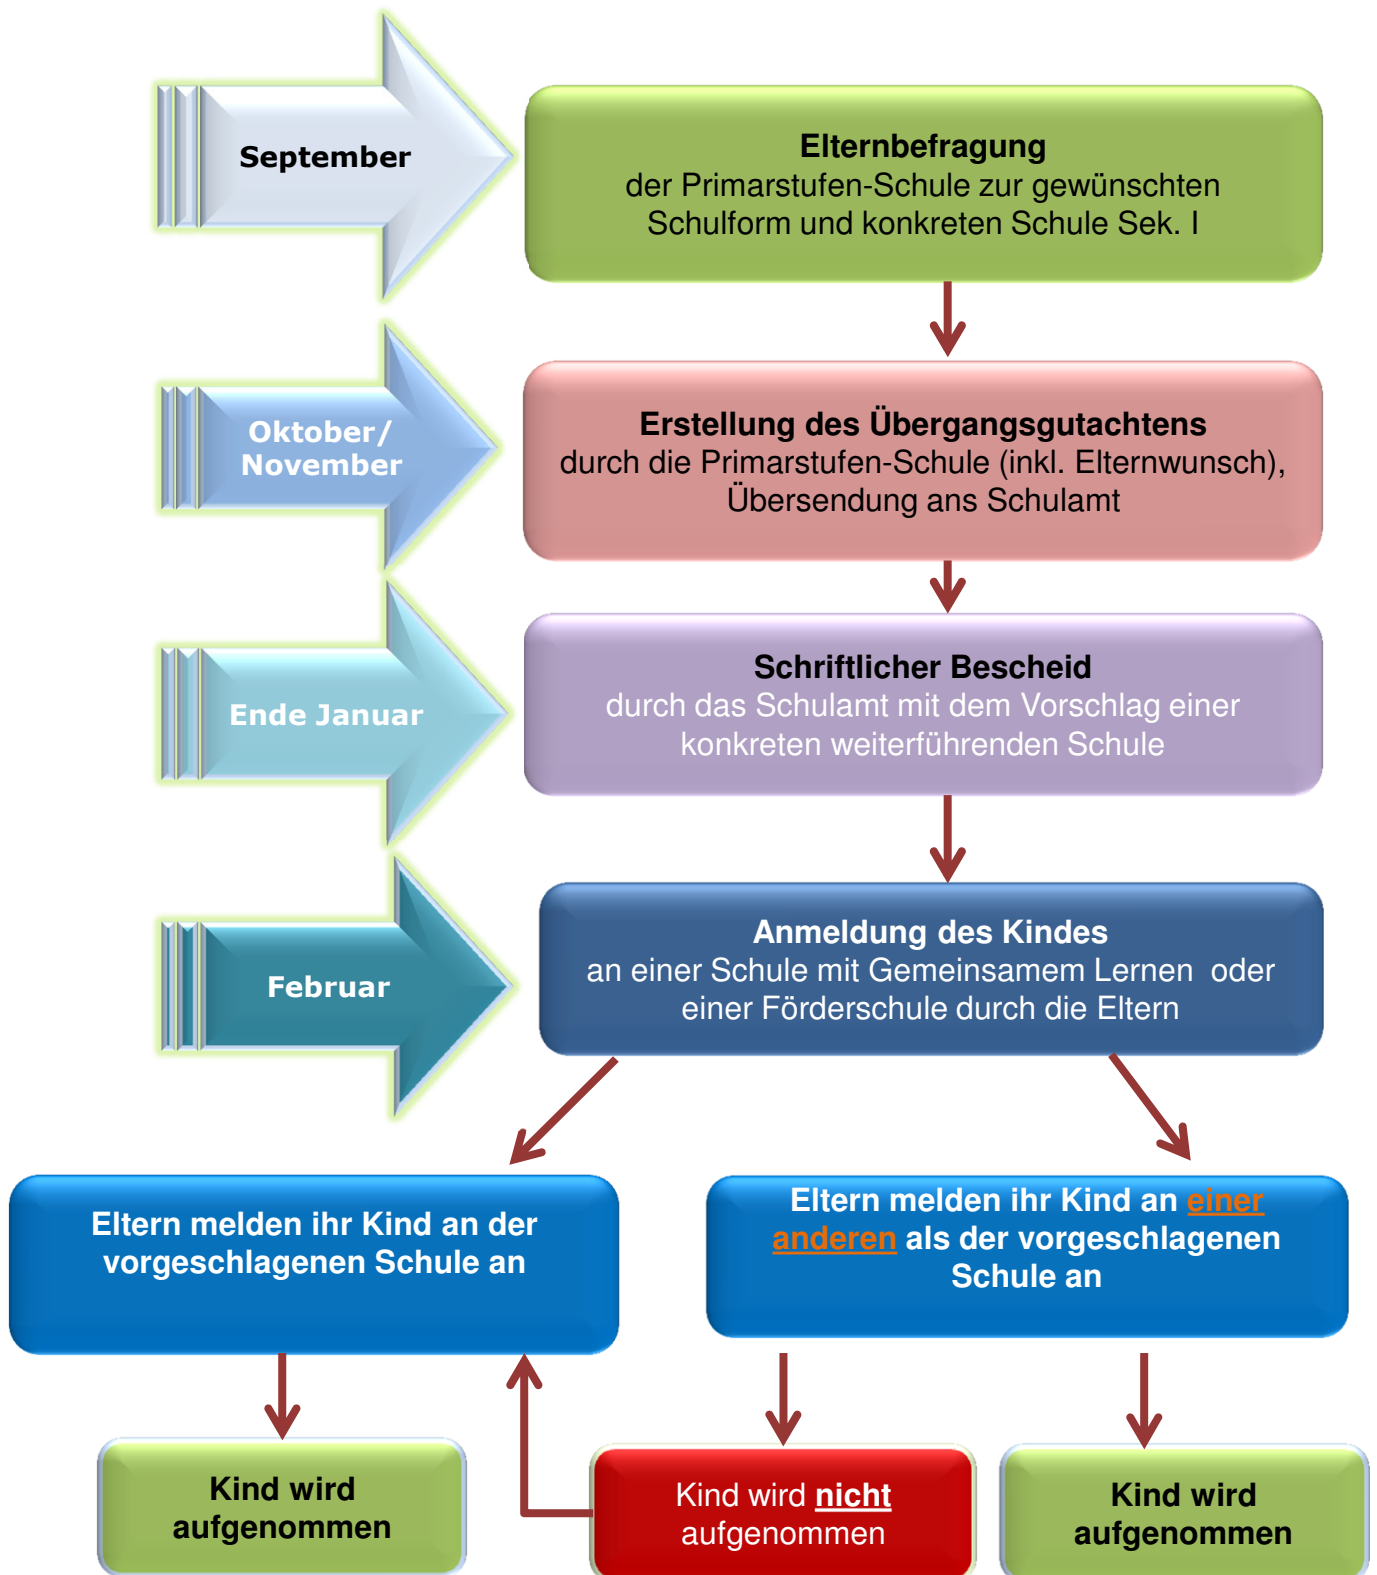 September
Elternbefragung
der Primarstufen-Schule zur gewünschten
Schulform und konkreten Schule Sek. I
Oktober/
November
Erstellung des Übergangsgutachtens
durch die Primarstufen-Schule (inkl. Elternwunsch),
Übersendung ans Schulamt
Ende Januar
Schriftlicher Bescheid
durch das Schulamt mit dem Vorschlag einer
konkreten weiterführenden Schule
Februar
Anmeldung des Kindes
an einer Schule mit Gemeinsamem Lernen oder
einer Förderschule durch die Eltern
Eltern melden ihr Kind an der
vorgeschlagenen Schule an
Eltern melden ihr Kind an einer
anderen als der vorgeschlagenen
Schule an
Kind wird
aufgenommen
Kind wird nicht
aufgenommen
Kind wird
aufgenommen